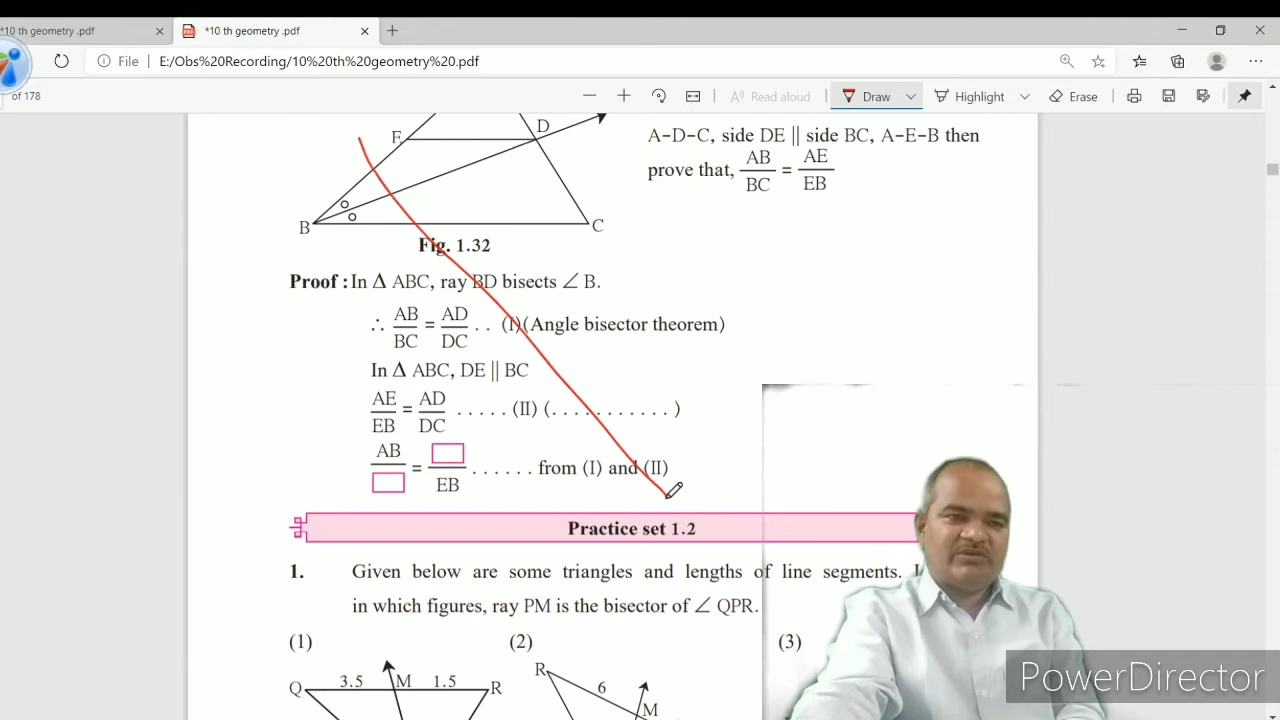 *10 th geometry .pdf
*10 th geometry .pdf
File E:/Obs%20Recording/10%20th%20geometry%20.pdf
of 178
Read aloud
Draw
Highlight
Erase
E
D
B
C
Fig. 1.32
A-D-C, side DE || side BC, A-E-B then
prove that, AB/BC = AE/EB
Proof : In Δ ABC, ray BD bisects ∠ B.
∴ AB/BC = AD/DC . . (I)(Angle bisector theorem)
In Δ ABC, DE || BC
AE/EB = AD/DC . . . . . (II) (. . . . . . . . . . . )
AB/□ = □/EB . . . . . . from (I) and (II)
Practice set 1.2
1. Given below are some triangles and lengths of line segments.
in which figures, ray PM is the bisector of ∠ QPR.
(1)
(2)
(3)
Q 3.5 M 1.5 R
R
6
M
PowerDirector